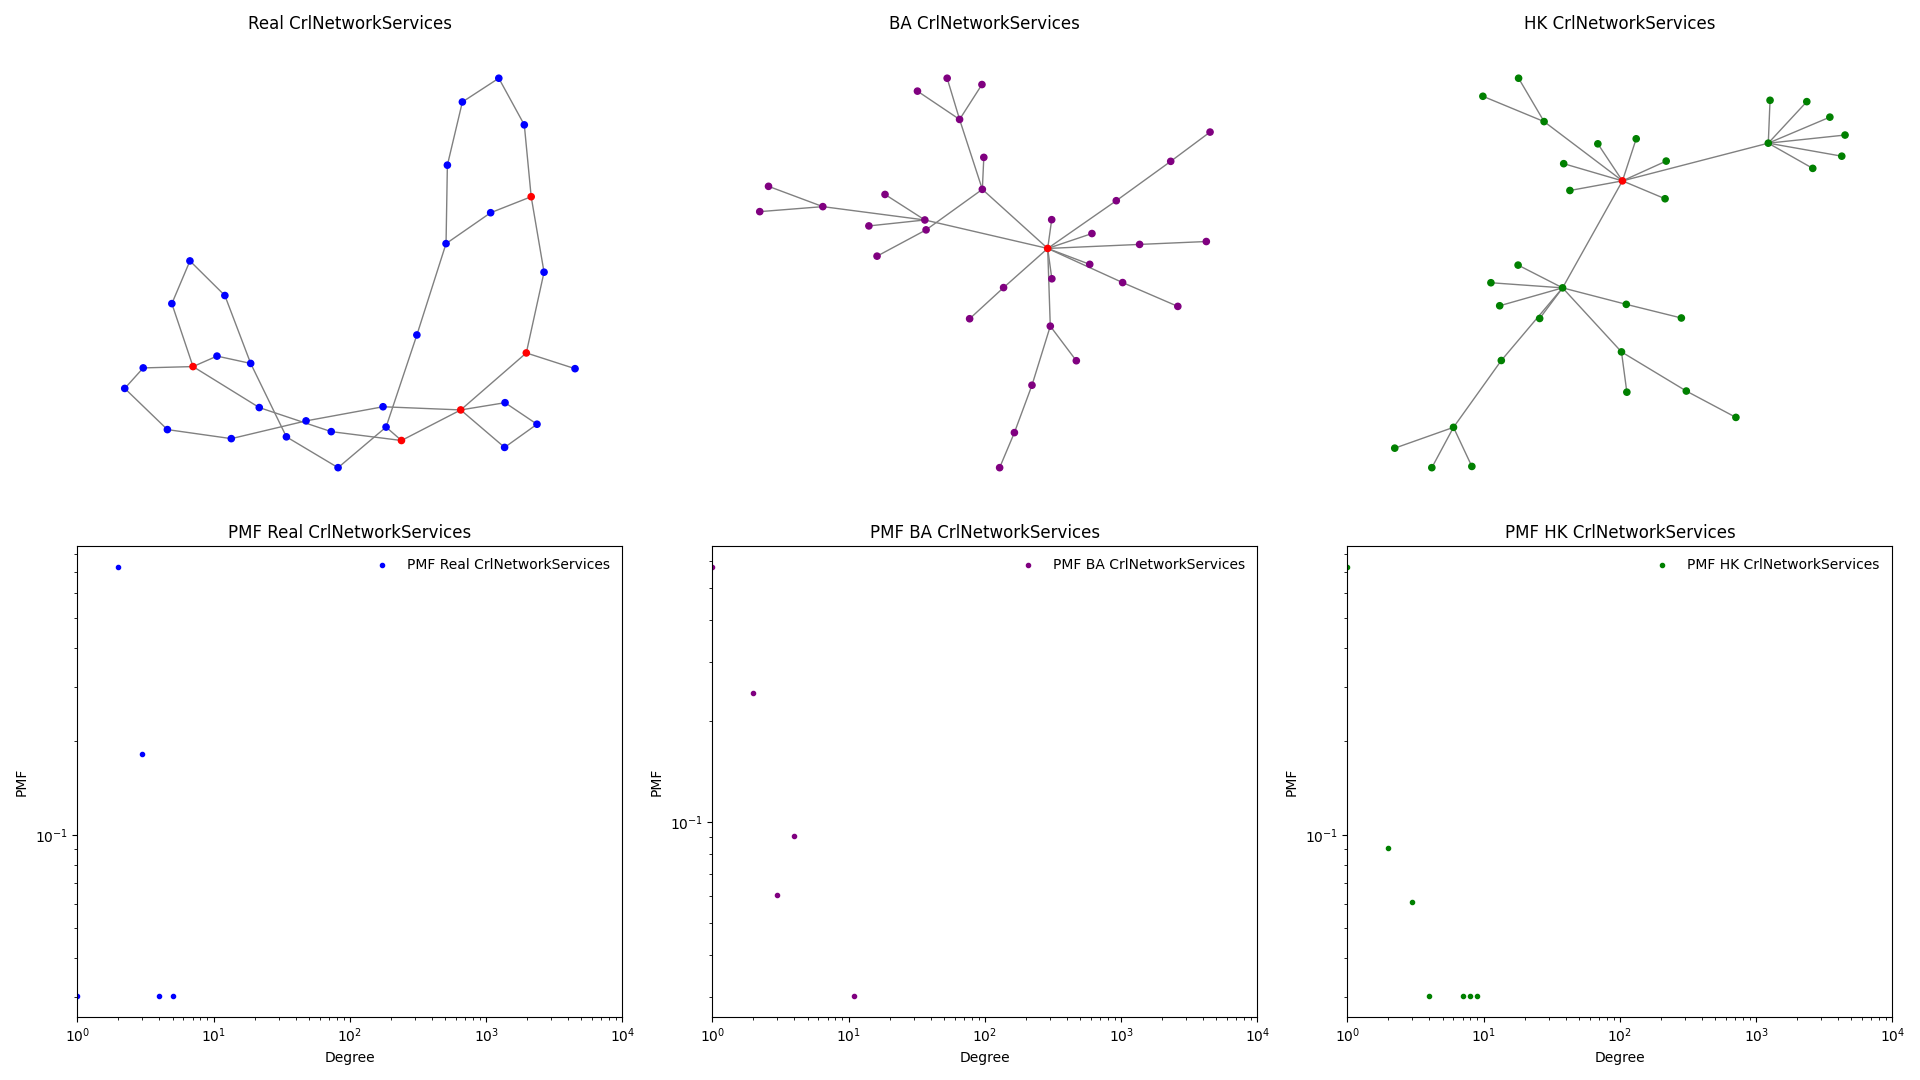 Real CrlNetworkServices
BA CrlNetworkServices
HK CrlNetworkServices
PMF Real CrlNetworkServices
PMF Real CrlNetworkServices
PMF
10⁻¹
10⁰ 10¹ 10² 10³ 10⁴
Degree
PMF BA CrlNetworkServices
PMF BA CrlNetworkServices
PMF
10⁻¹
10⁰ 10¹ 10² 10³ 10⁴
Degree
PMF HK CrlNetworkServices
PMF HK CrlNetworkServices
PMF
10⁻¹
10⁰ 10¹ 10² 10³ 10⁴
Degree